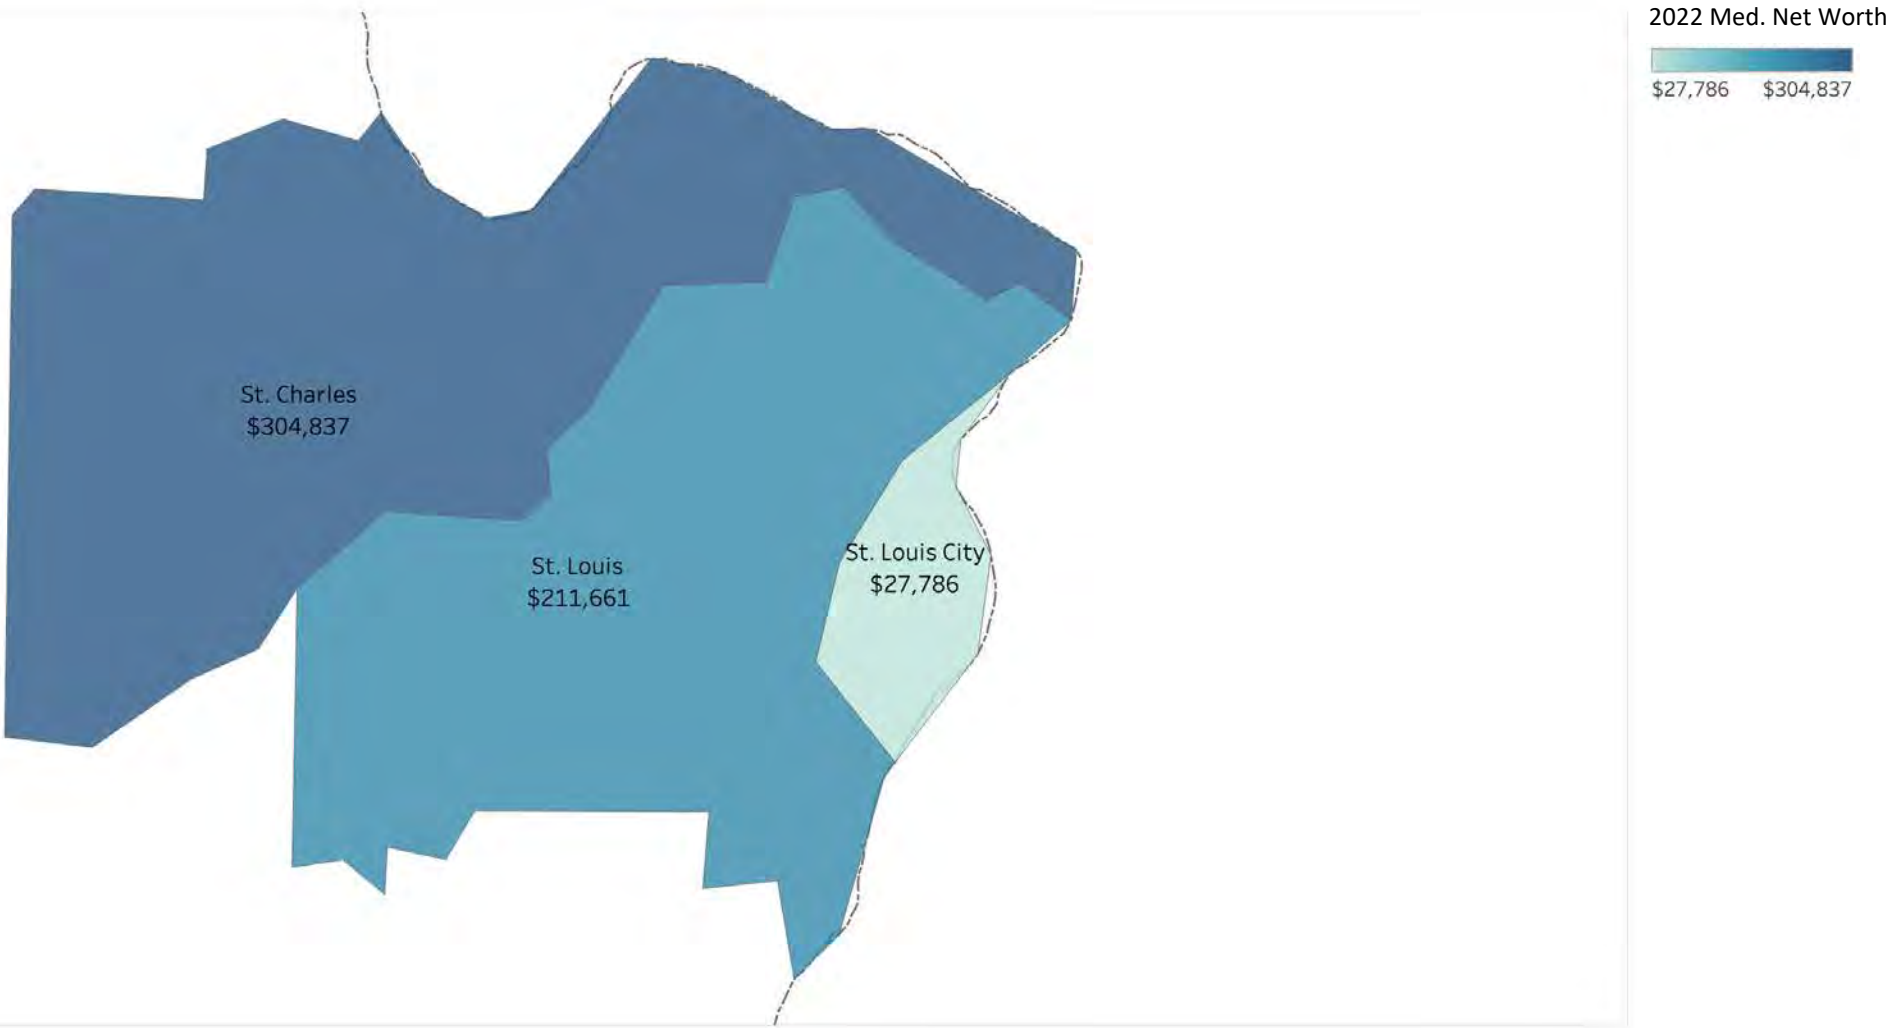 2022 Med. Net Worth
$27,786 $304,837
St. Charles
$304,837
St. Louis
$211,661
St. Louis City
$27,786